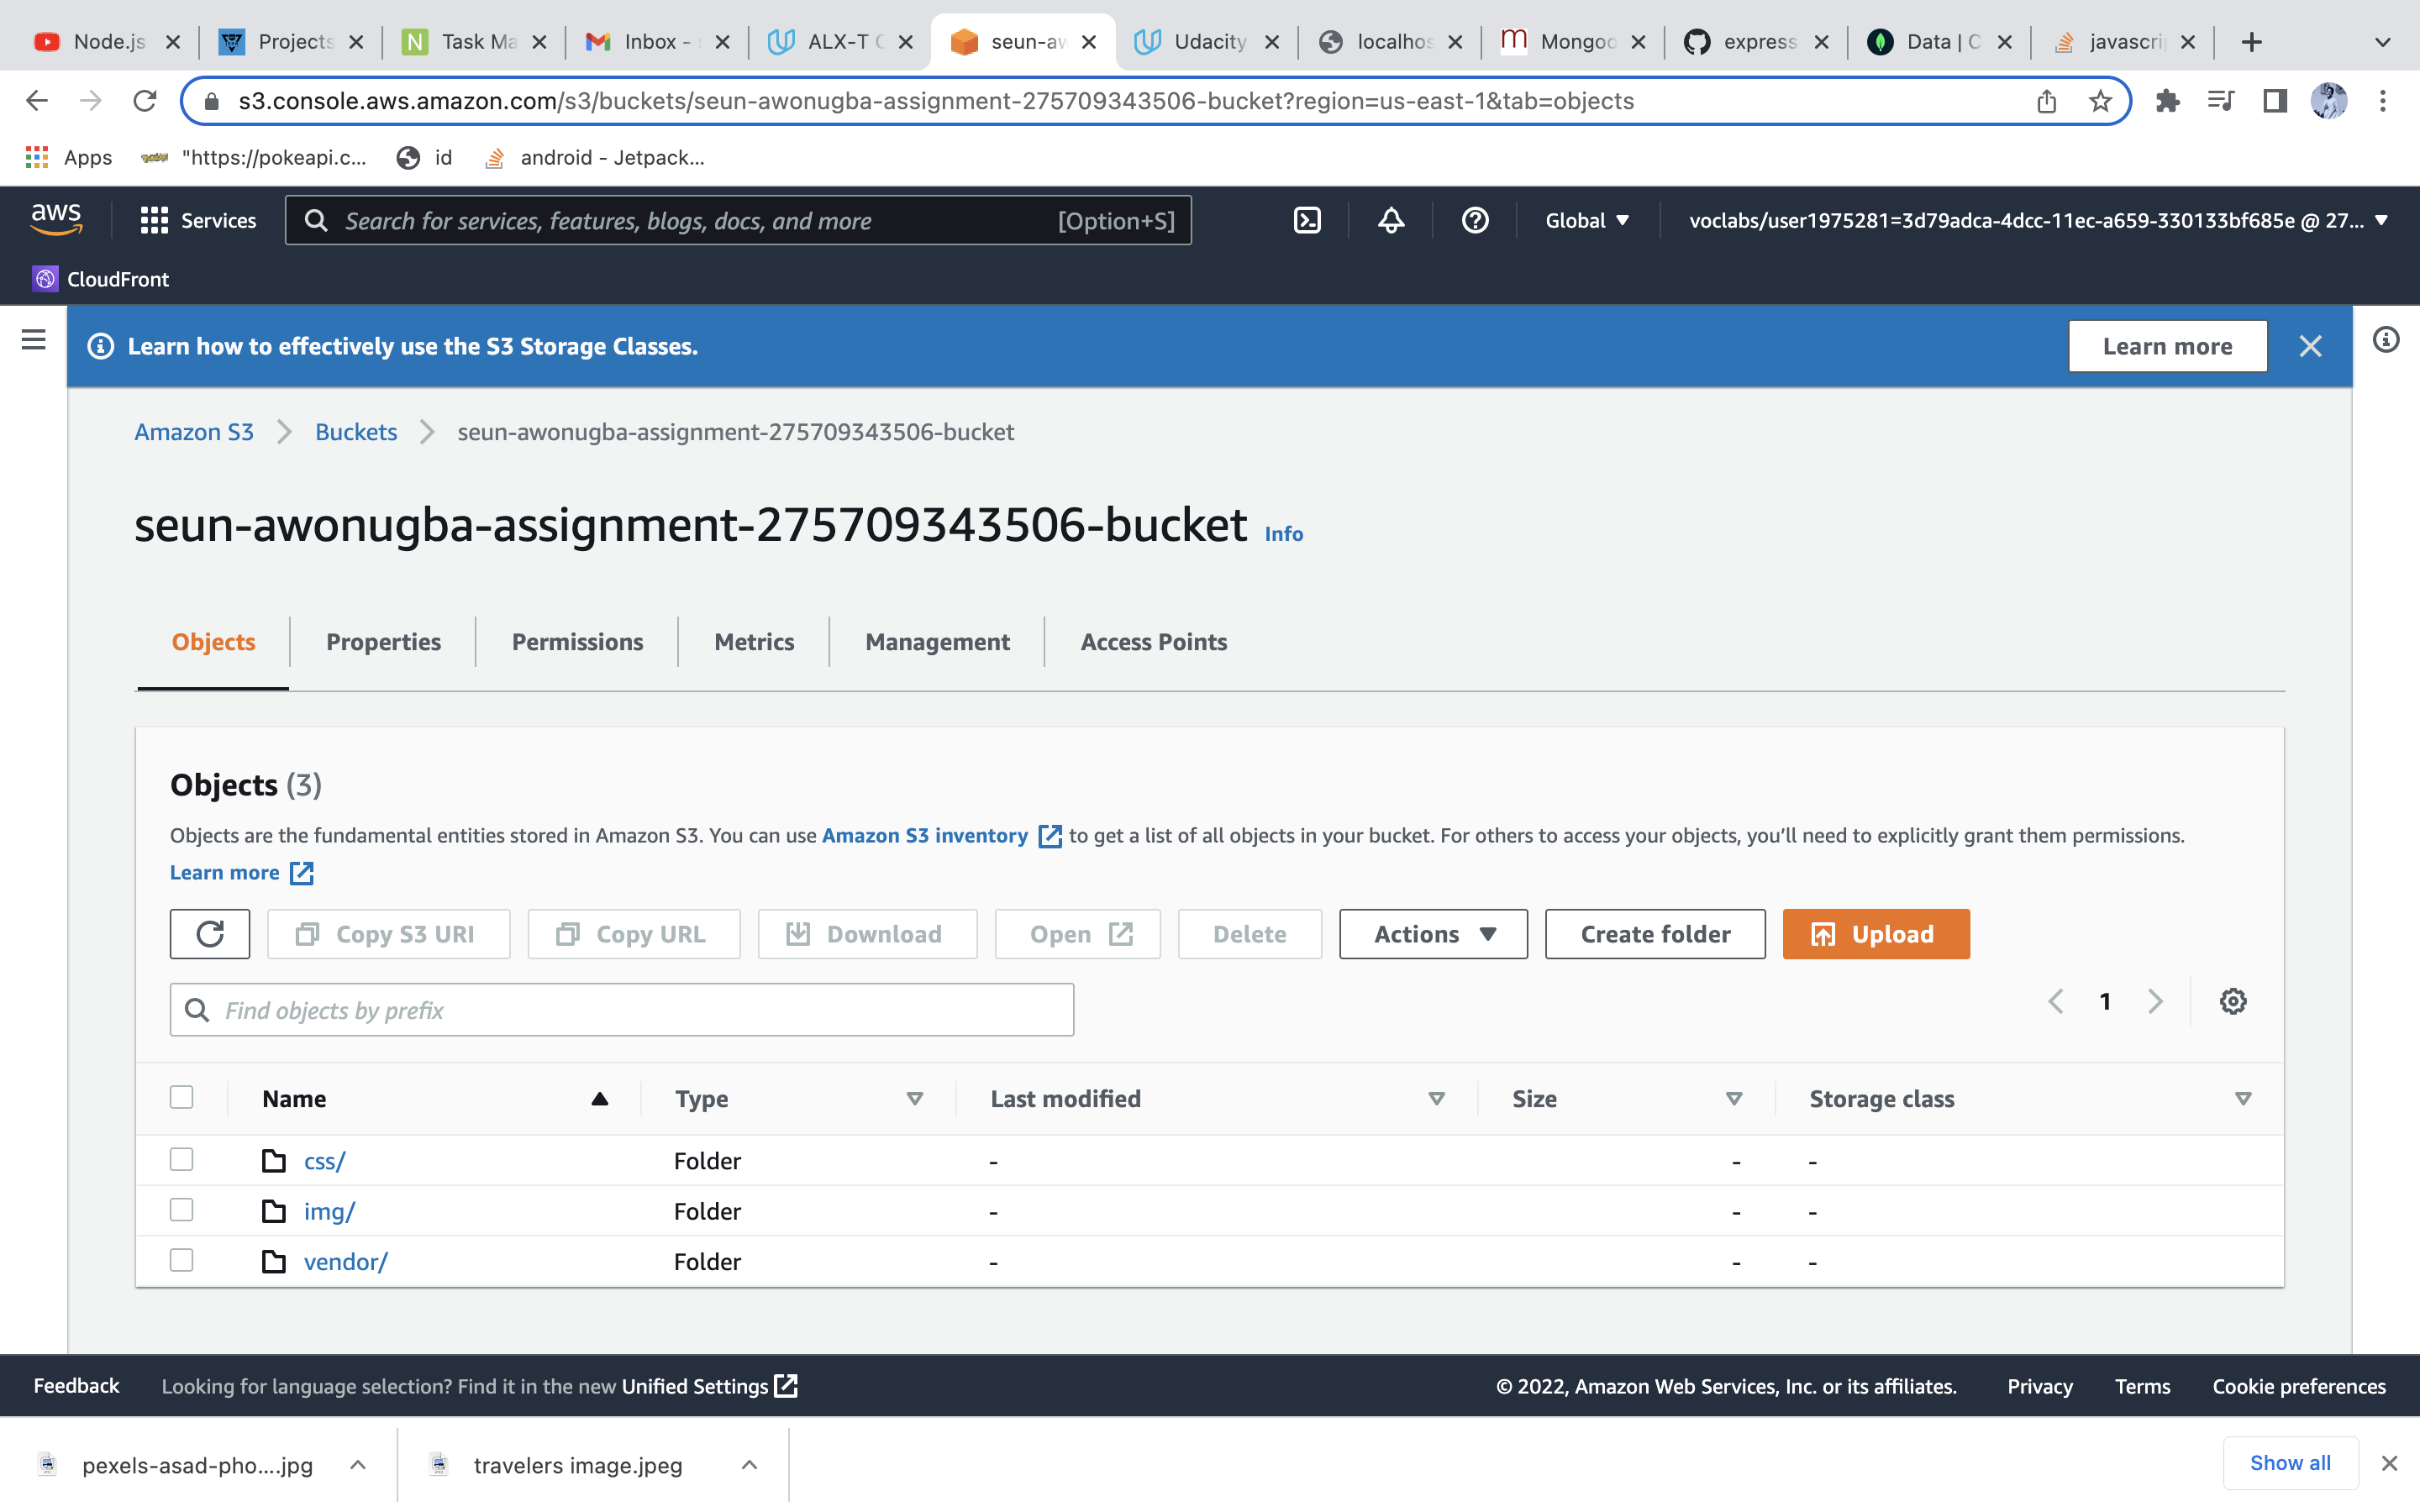 Node.js
Projects
Task Ma
Inbox -
ALX-T C
seun-aw
Udacity
localhos
Mongoo
express
Data | C
javascri
s3.console.aws.amazon.com/s3/buckets/seun-awonugba-assignment-275709343506-bucket?region=us-east-1&tab=objects
Apps
"https://pokeapi.c...
id
android - Jetpack...
aws
Services
Search for services, features, blogs, docs, and more
[Option+S]
Global
voclabs/user1975281=3d79adca-4dcc-11ec-a659-330133bf685e @ 27...
CloudFront
Learn how to effectively use the S3 Storage Classes.
Learn more
Amazon S3
Buckets
seun-awonugba-assignment-275709343506-bucket
seun-awonugba-assignment-275709343506-bucket Info
Objects
Properties
Permissions
Metrics
Management
Access Points
Objects (3)
Objects are the fundamental entities stored in Amazon S3. You can use Amazon S3 inventory to get a list of all objects in your bucket. For others to access your objects, you'll need to explicitly grant them permissions.
Learn more
Copy S3 URI
Copy URL
Download
Open
Delete
Actions
Create folder
Upload
Find objects by prefix
1
Name
Type
Last modified
Size
Storage class
css/ Folder - - -
img/ Folder - - -
vendor/ Folder - - -
Feedback
Looking for language selection? Find it in the new Unified Settings
© 2022, Amazon Web Services, Inc. or its affiliates.
Privacy
Terms
Cookie preferences
pexels-asad-pho....jpg
travelers image.jpeg
Show all